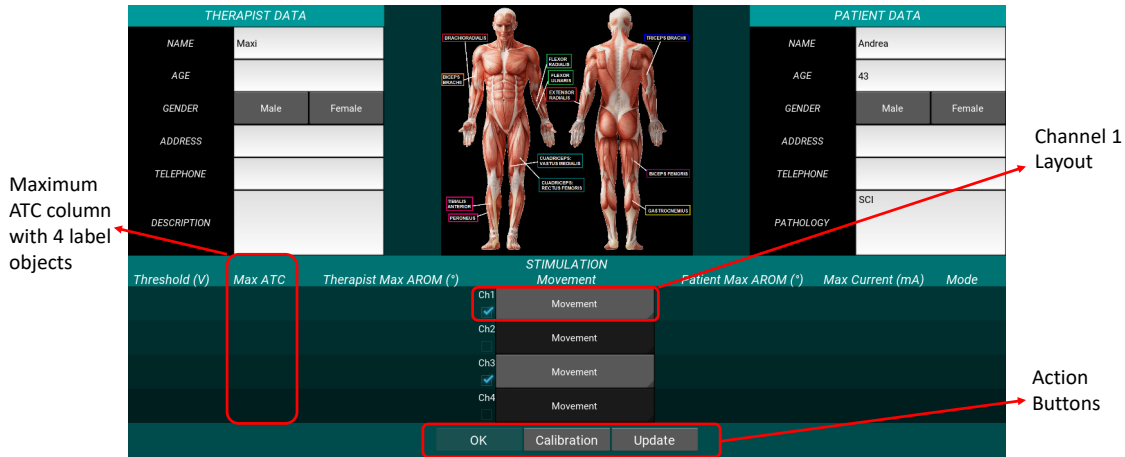 THERAPIST DATA
NAME
Maxi
AGE
GENDER
Male
Female
ADDRESS
TELEPHONE
DESCRIPTION
BRACHIORADIALIS
TRICEPS BRACHII
FLEXOR
RADIALIS
BICEPS
BRACHII
FLEXOR
ULNARIS
EXTENSOR
RADIALIS
CUADRICEPS:
VASTUS MEDIALIS
CUADRICEPS:
RECTUS FEMORIS
BICEPS FEMORIS
TIBIALIS
ANTERIOR
PERONEUS
GASTROCNEMIUS
PATIENT DATA
NAME
Andrea
AGE
43
GENDER
Male
Female
ADDRESS
TELEPHONE
PATHOLOGY
SCI
STIMULATION
Threshold (V)
Max ATC
Therapist Max AROM (°)
Movement
Patient Max AROM (°)
Max Current (mA)
Mode
Ch1
Movement
Ch2
Movement
Ch3
Movement
Ch4
Movement
OK
Calibration
Update
Maximum
ATC column
with 4 label
objects
Channel 1
Layout
Action
Buttons